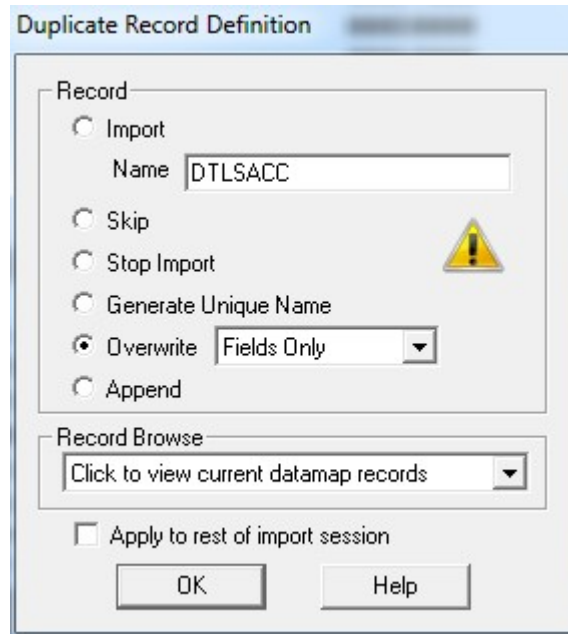 Duplicate Record Definition
Record
Import
Name DTLSACC
Skip
Stop Import
Generate Unique Name
Overwrite Fields Only
Append
Record Browse
Click to view current datamap records
Apply to rest of import session
OK Help